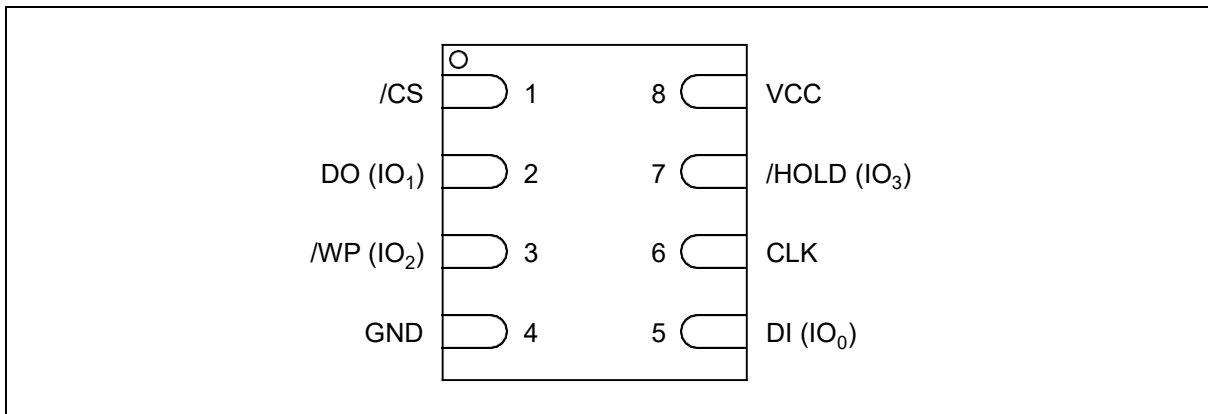 /CS 1 8 VCC
DO (IO₁) 2 7 /HOLD (IO₃)
/WP (IO₂) 3 6 CLK
GND 4 5 DI (IO₀)